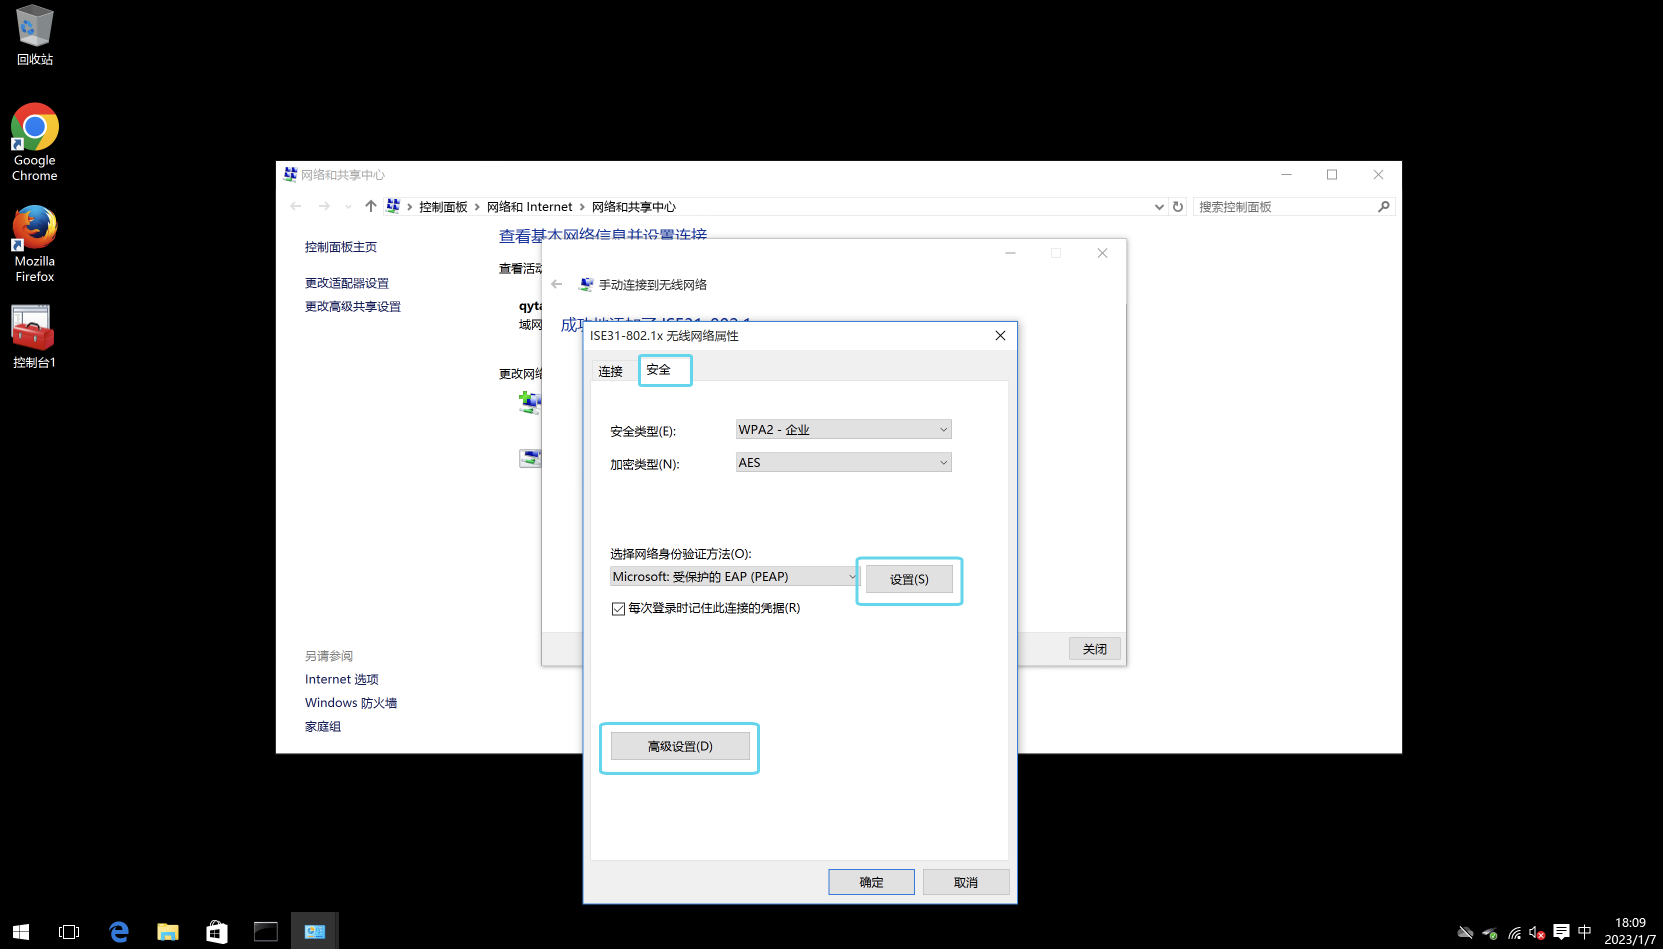 回收站
Google
Chrome
Mozilla
Firefox
控制台1
网络和共享中心
控制面板 网络和 Internet 网络和共享中心
搜索控制面板
控制面板主页
更改适配器设置
更改高级共享设置
查看基本网络信息并设置连接
查看活动
qyta
域网
更改网络
手动连接到无线网络
成功地添加了 ISE31-802.1
ISE31-802.1x 无线网络属性
连接
安全
安全类型(E):
WPA2 - 企业
加密类型(N):
AES
选择网络身份验证方法(O):
Microsoft: 受保护的 EAP (PEAP)
设置(S)
每次登录时记住此连接的凭据(R)
高级设置(D)
确定
取消
关闭
另请参阅
Internet 选项
Windows 防火墙
家庭组
中
18:09
2023/1/7